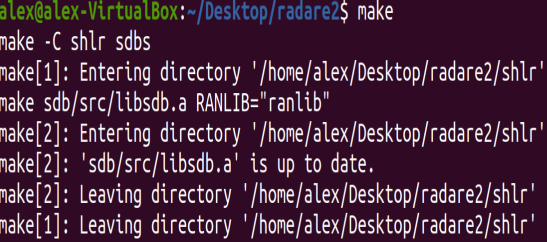 alex@alex-VirtualBox:~/Desktop/radare2$ make
make -C shlr sdbs
make[1]: Entering directory '/home/alex/Desktop/radare2/shlr'
make sdb/src/libsdb.a RANLIB="ranlib"
make[2]: Entering directory '/home/alex/Desktop/radare2/shlr'
make[2]: 'sdb/src/libsdb.a' is up to date.
make[2]: Leaving directory '/home/alex/Desktop/radare2/shlr'
make[1]: Leaving directory '/home/alex/Desktop/radare2/shlr'